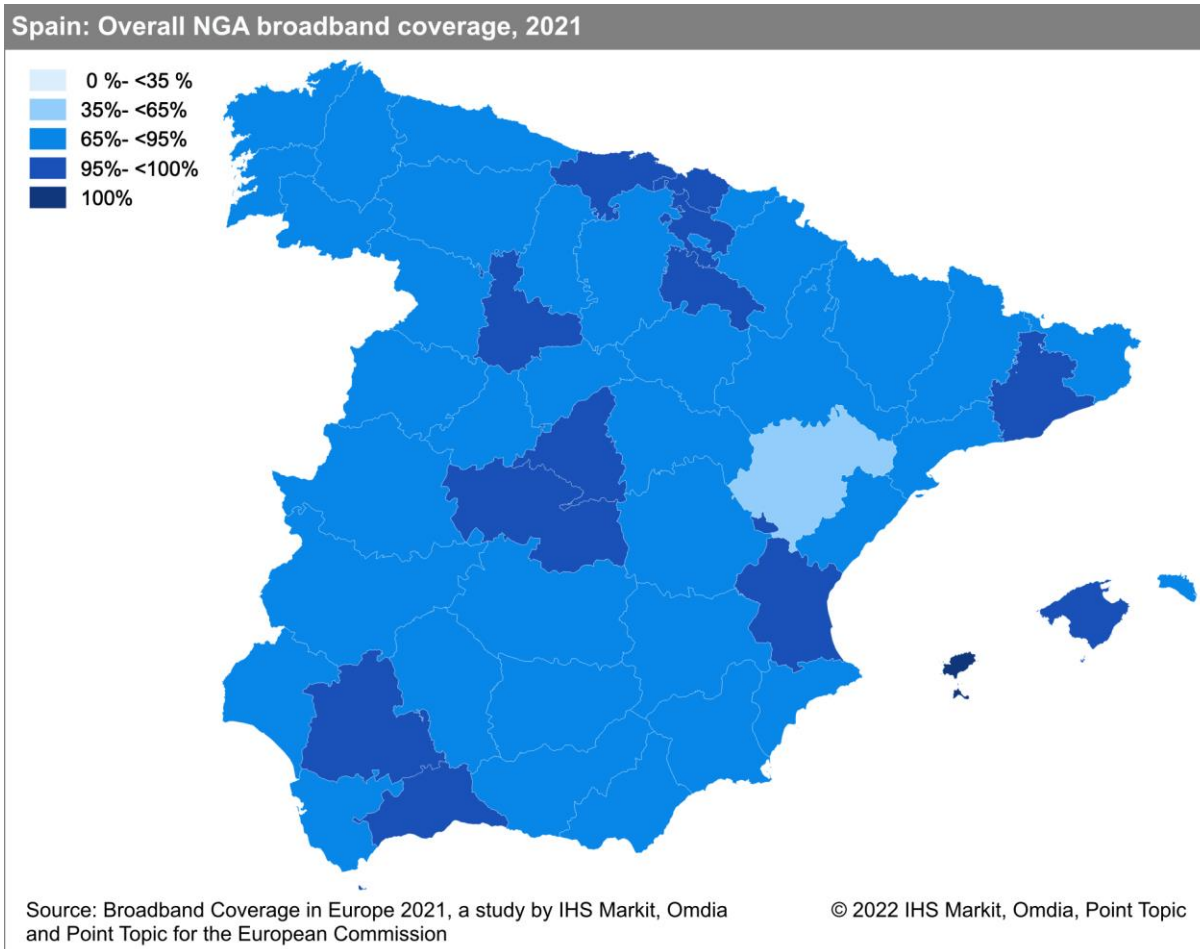 Spain: Overall NGA broadband coverage, 2021
0 %- <35 %
35%- <65%
65%- <95%
95%- <100%
100%
Source: Broadband Coverage in Europe 2021, a study by IHS Markit, Omdia
and Point Topic for the European Commission
© 2022 IHS Markit, Omdia, Point Topic